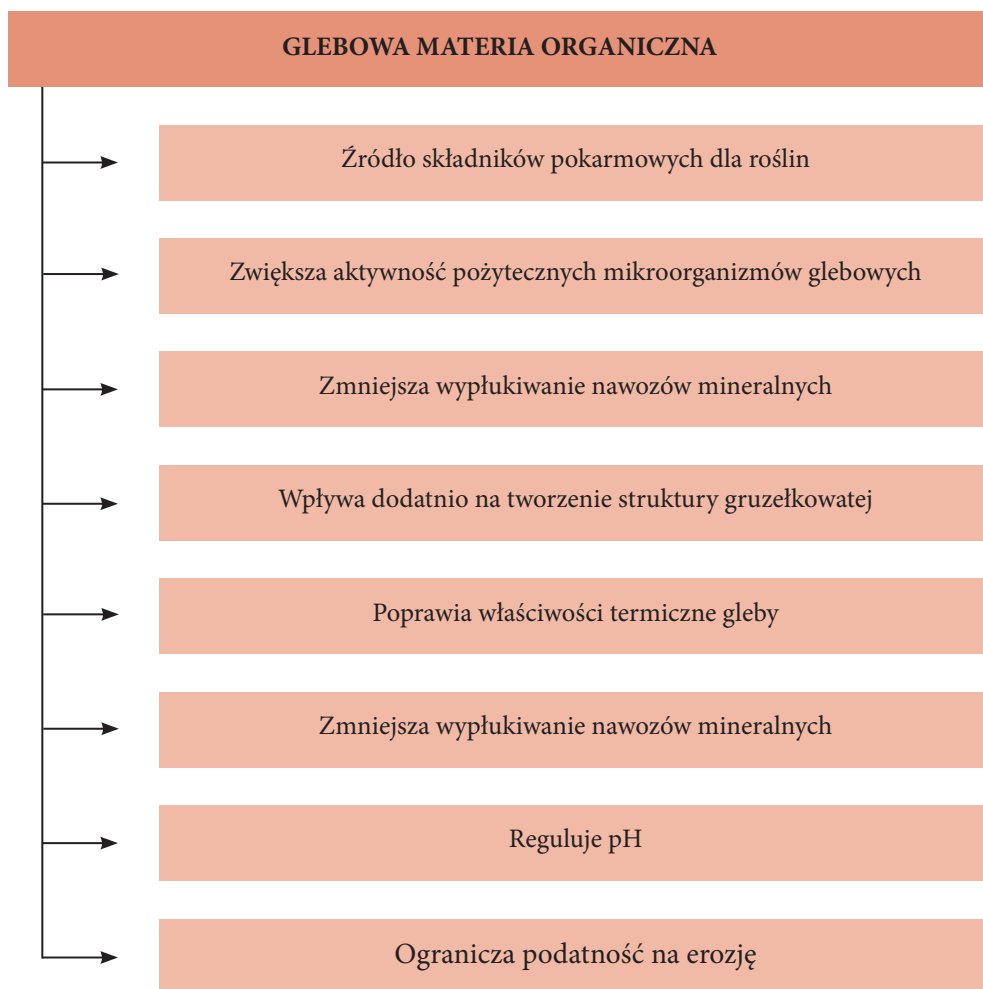 GLEBOWA MATERIA ORGANICZNA
Źródło składników pokarmowych dla roślin
Zwiększa aktywność pożytecznych mikroorganizmów glebowych
Zmniejsza wypłukiwanie nawozów mineralnych
Wpływa dodatnio na tworzenie struktury gruzełkowatej
Poprawia właściwości termiczne gleby
Zmniejsza wypłukiwanie nawozów mineralnych
Reguluje pH
Ogranicza podatność na erozję